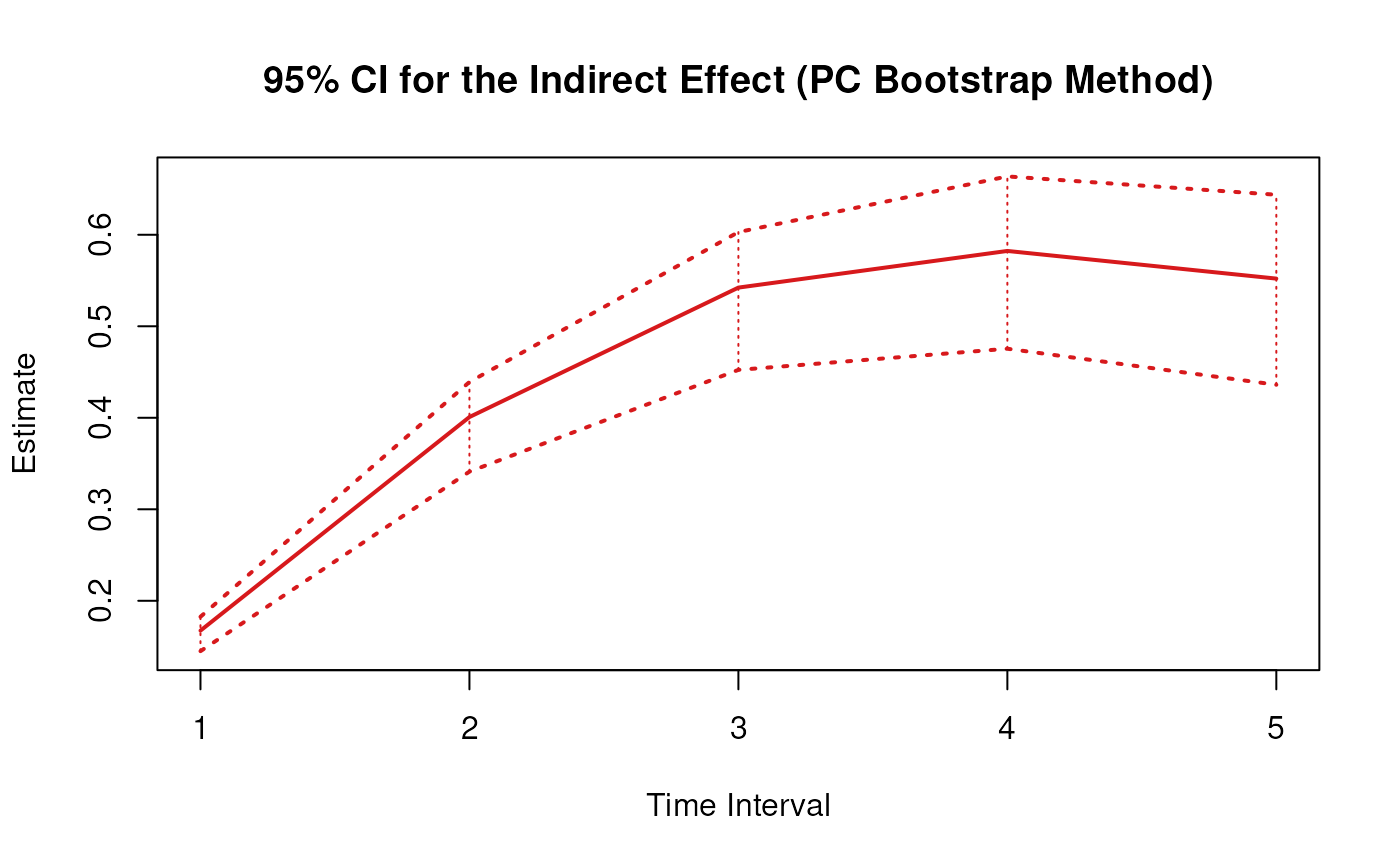 95% CI for the Indirect Effect (PC Bootstrap Method)
Estimate
0.6
0.5
0.4
0.3
0.2
1 2 3 4 5
Time Interval